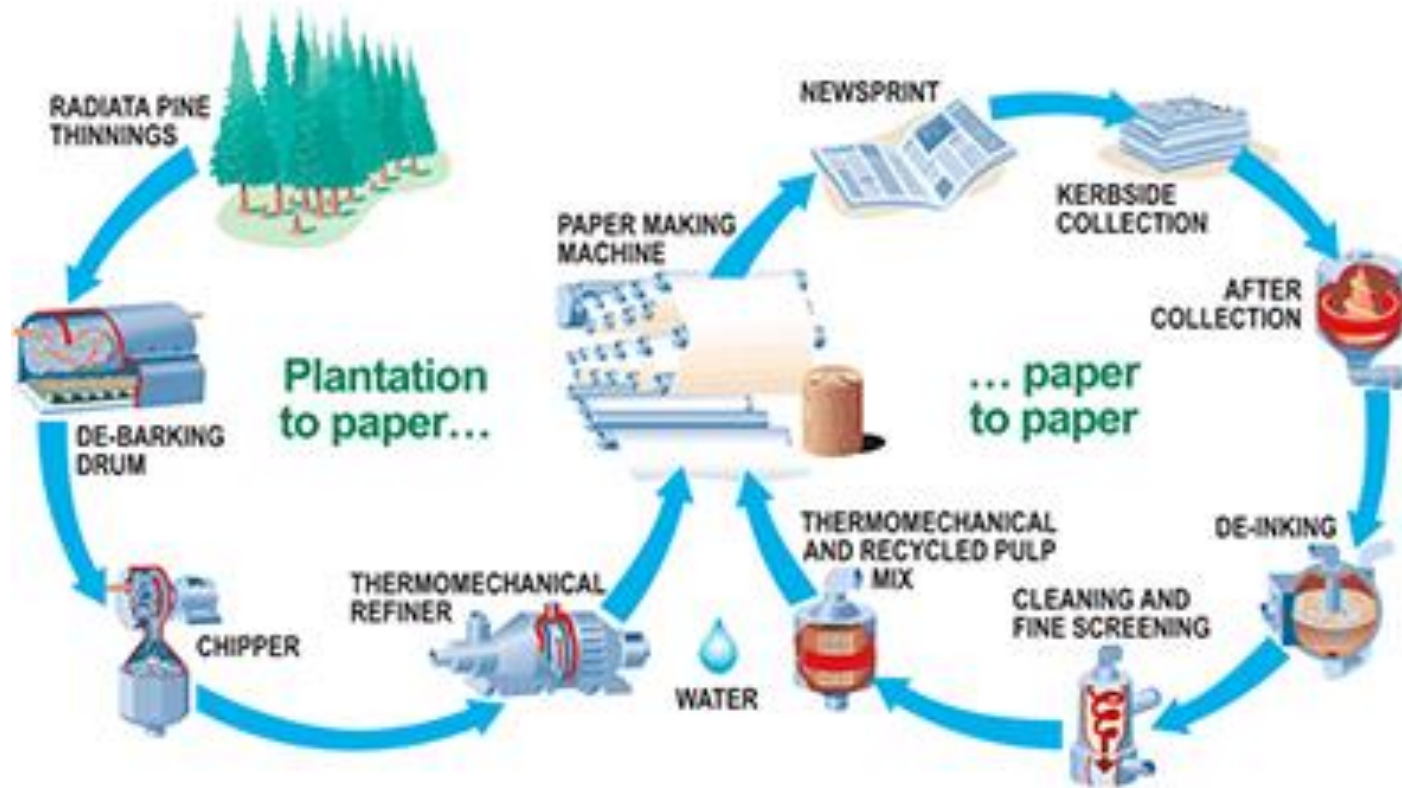 RADIATA PINE
THINNINGS
DE-BARKING
DRUM
CHIPPER
THERMOMECHANICAL
REFINER
Plantation
to paper...
WATER
PAPER MAKING
MACHINE
NEWSPRINT
KERBSIDE
COLLECTION
AFTER
COLLECTION
... paper
to paper
DE-INKING
CLEANING AND
FINE SCREENING
THERMOMECHANICAL
AND RECYCLED PULP
MIX